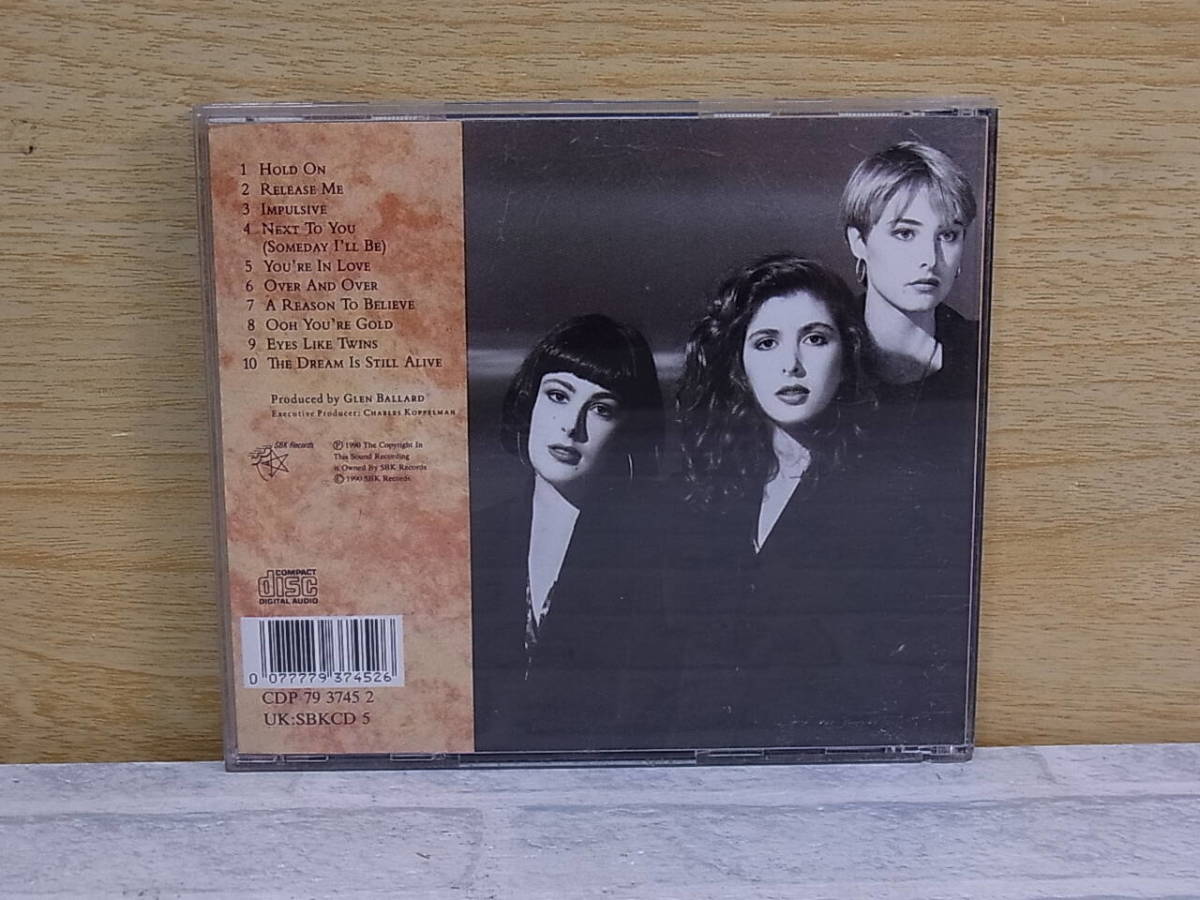 1 HOLD ON
2 RELEASE ME
3 IMPULSIVE
4 NEXT TO YOU
(SOMEDAY I'LL BE)
5 YOU'RE IN LOVE
6 OVER AND OVER
7 A REASON TO BELIEVE
8 OOH YOU'RE GOLD
9 EYES LIKE TWINS
10 THE DREAM IS STILL ALIVE
Produced by GLEN BALLARD
Executive Producer: CHARLES KOPPELMAN
SBK Records
℗ 1990 The Copyright In
This Sound Recording
is Owned By SBK Records
© 1990 SBK Records
COMPACT
disc
DIGITAL AUDIO
0 077779 374526
CDP 79 3745 2
UK:SBKCD 5